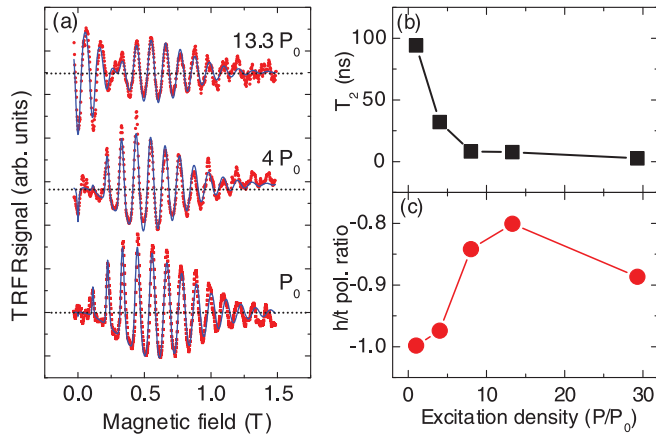 (a)
13.3 P₀
4 P₀
P₀
TRFR signal (arb. units)
0.0 0.5 1.0 1.5
Magnetic field (T)
(b)
100
50
0
T₂ (ns)
(c)
-0.8
-0.9
-1.0
h/t pol. ratio
0 10 20 30
Excitation density (P/P₀)